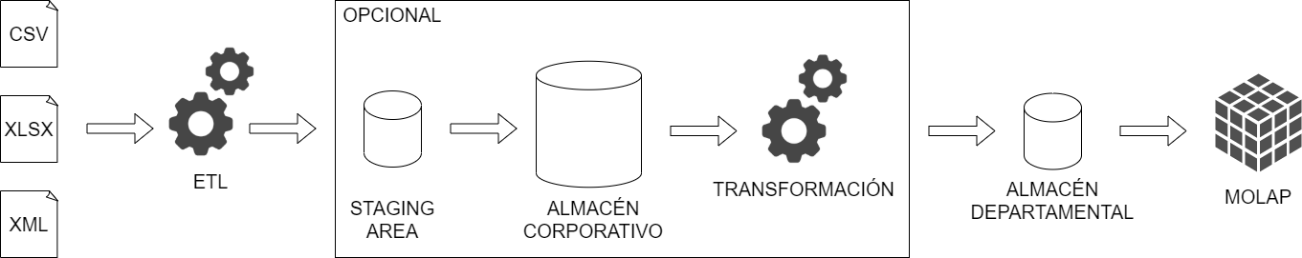 CSV
XLSX
XML
ETL
OPCIONAL
STAGING
AREA
ALMACÉN
CORPORATIVO
TRANSFORMACIÓN
ALMACÉN
DEPARTAMENTAL
MOLAP